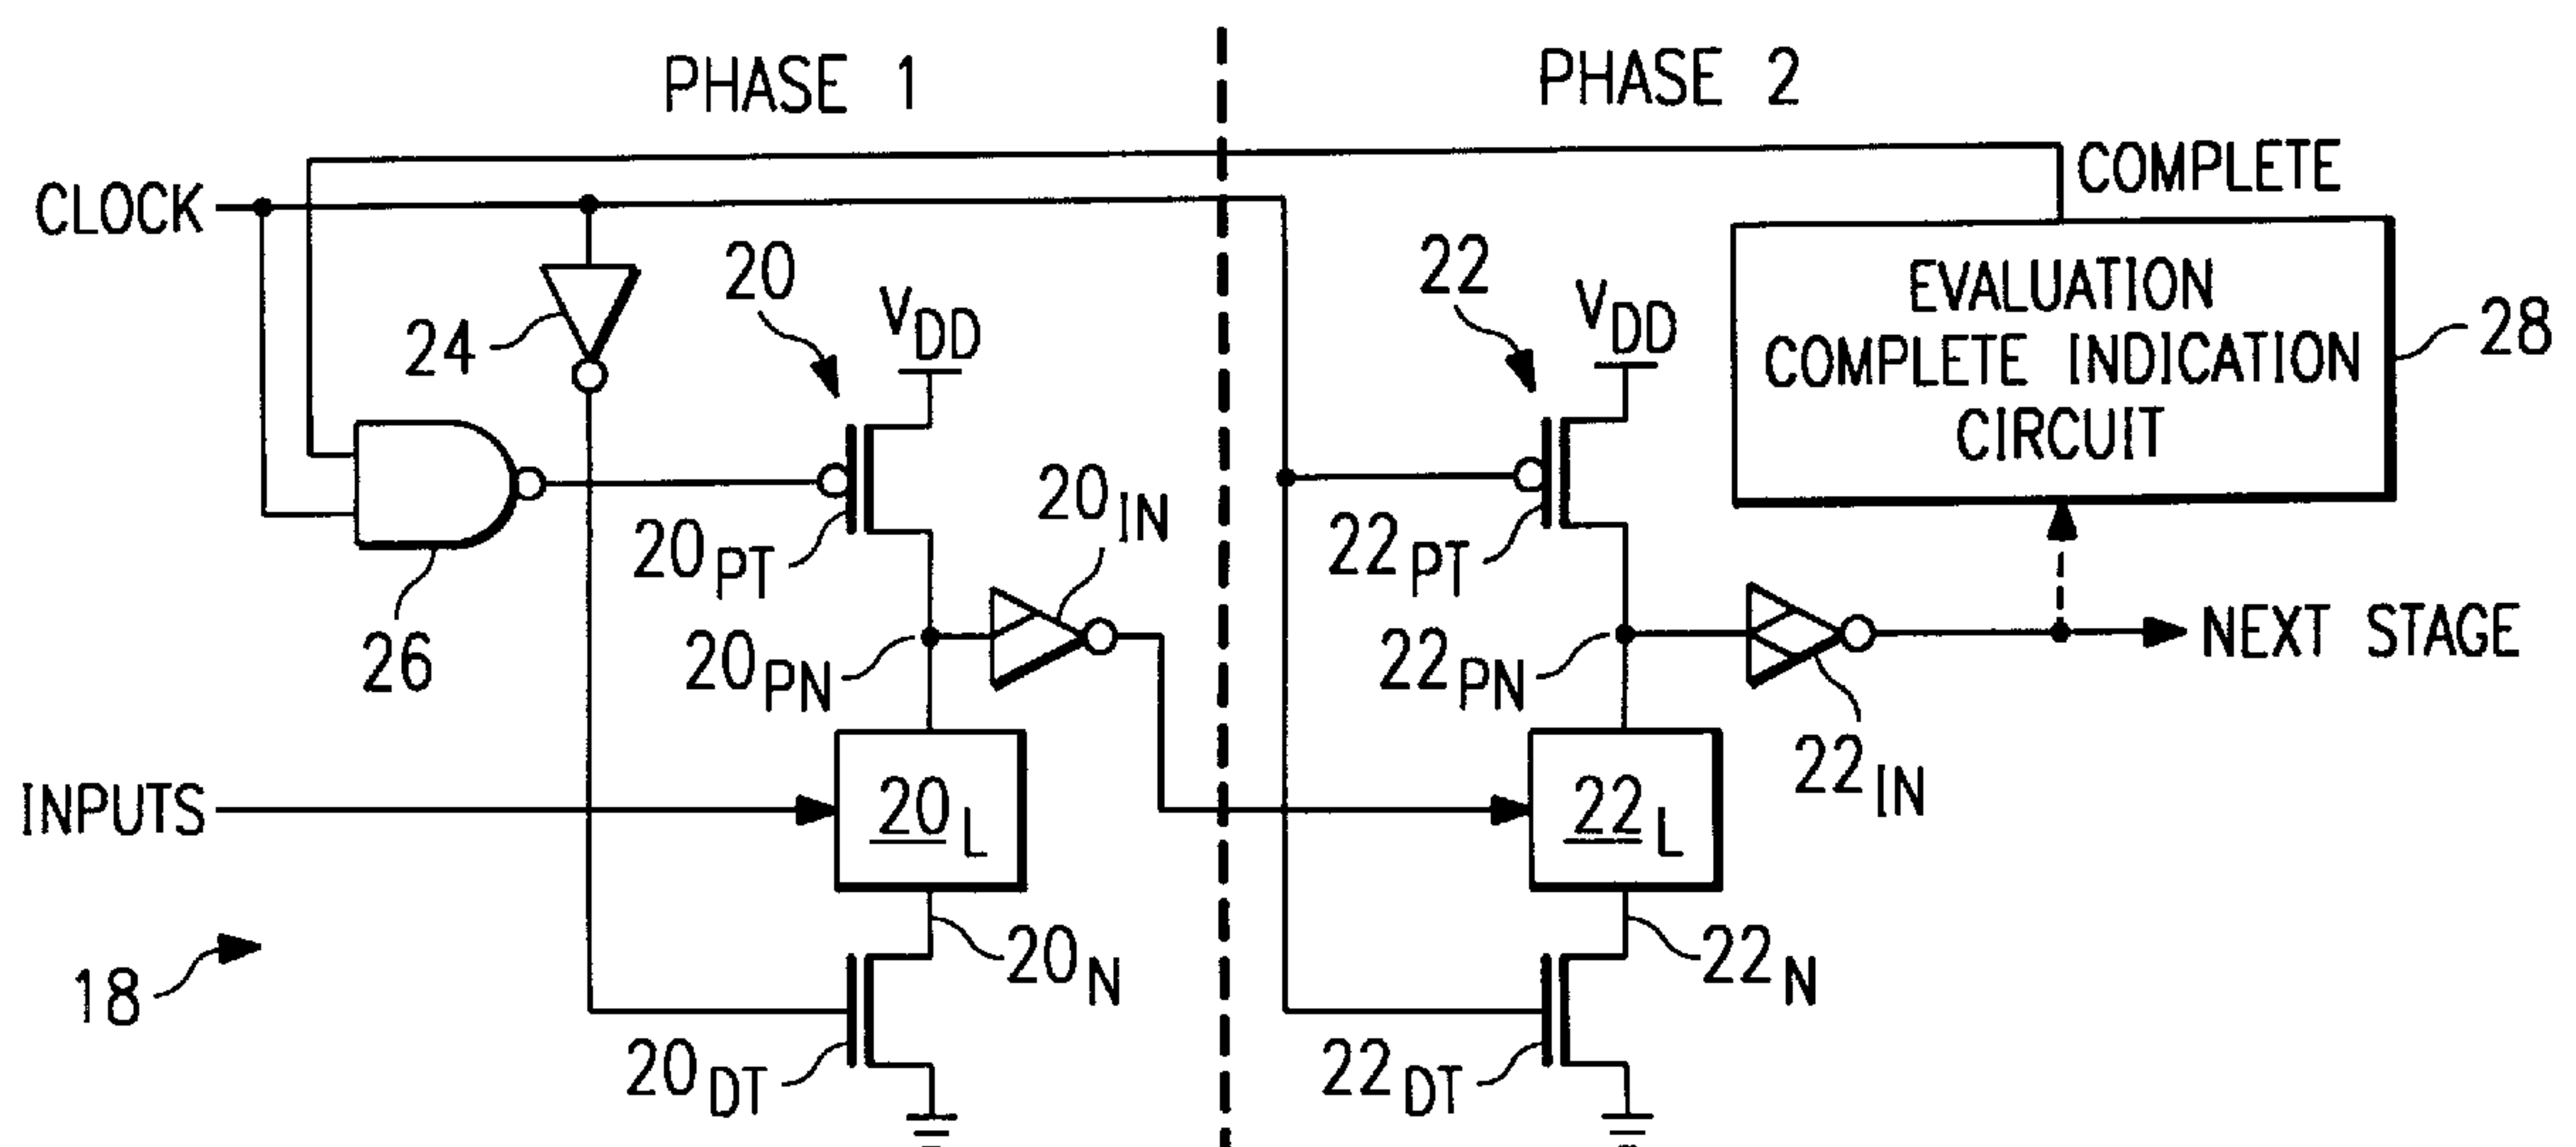 PHASE 1
PHASE 2
COMPLETE
CLOCK
EVALUATION
COMPLETE INDICATION
CIRCUIT
28
24
20
VDD
22
VDD
26
20PT
20IN
20PN
22PT
22PN
22IN
NEXT STAGE
INPUTS
20L
22L
18
20N
22N
20DT
22DT